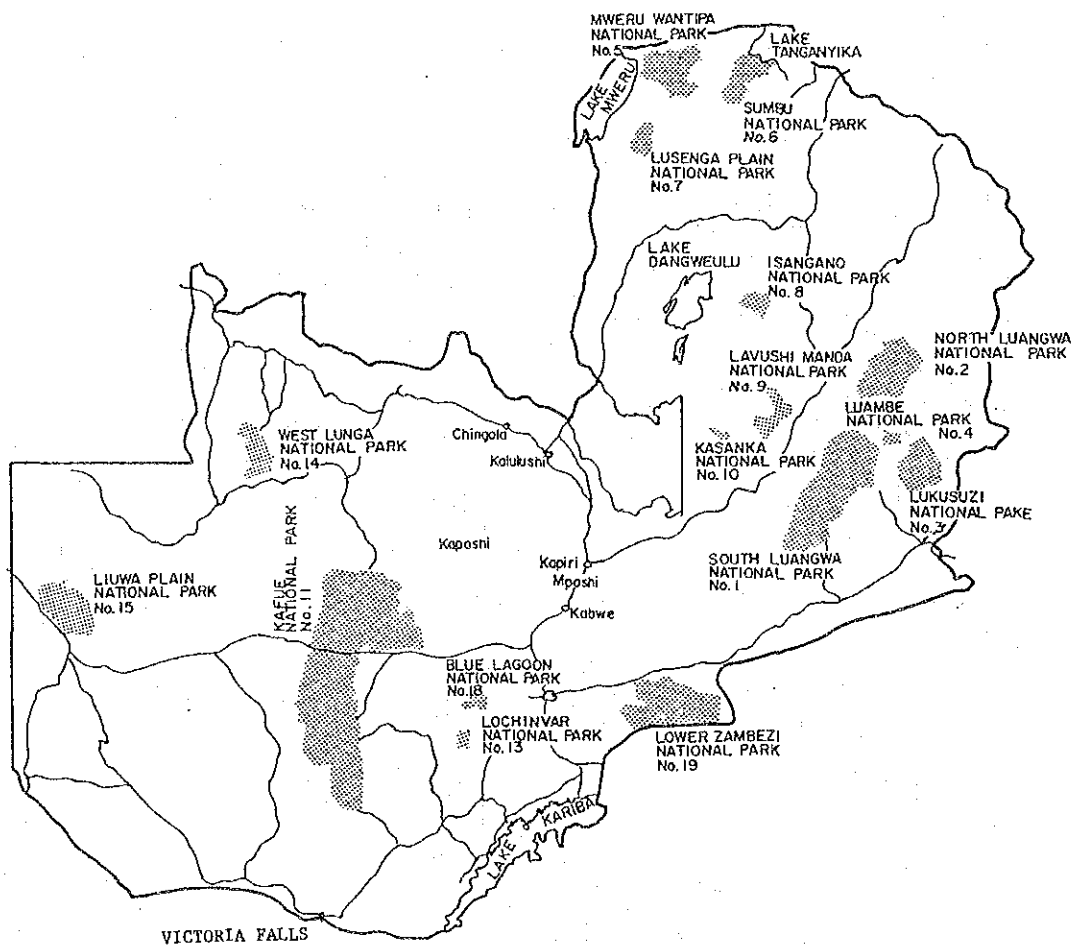 MWERU WANTIPA
NATIONAL PARK
No.5
LAKE
TANGANYIKA
LAKE
MWERU
SUMBU
NATIONAL PARK
No.6
LUSENGA PLAIN
NATIONAL PARK
No.7
LAKE
DANGWEULU
ISANGANO
NATIONAL PARK
No.8
NORTH LUANGWA
NATIONAL PARK
No.2
LAVUSHI MANDA
NATIONAL PARK
No.9
LUAMBE
NATIONAL PARK
No.4
WEST LUNGA
NATIONAL PARK
No.14
Chingola
Kalulushi
KASANKA
NATIONAL PARK
No.10
LUKUSUZI
NATIONAL PAKE
No.3
Kaposhi
Kapiri
Mposhi
SOUTH LUANGWA
NATIONAL PARK
No.1
LIUWA PLAIN
NATIONAL PARK
No.15
KAFUE
NATIONAL PARK
No.11
Kabwe
BLUE LAGOON
NATIONAL PARK
No.18
LOCHINVAR
NATIONAL PARK
No.13
LOWER ZAMBEZI
NATIONAL PARK
No.19
LAKE KARIBA
VICTORIA FALLS